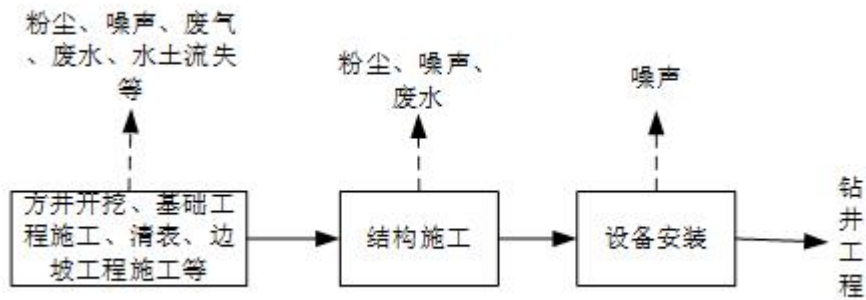 粉尘、噪声、废气
、废水、水土流失
等
粉尘、噪声、
废水
噪声
方井开挖、基础工
程施工、清表、边
坡工程施工等
结构施工
设备安装
钻
井
工
程